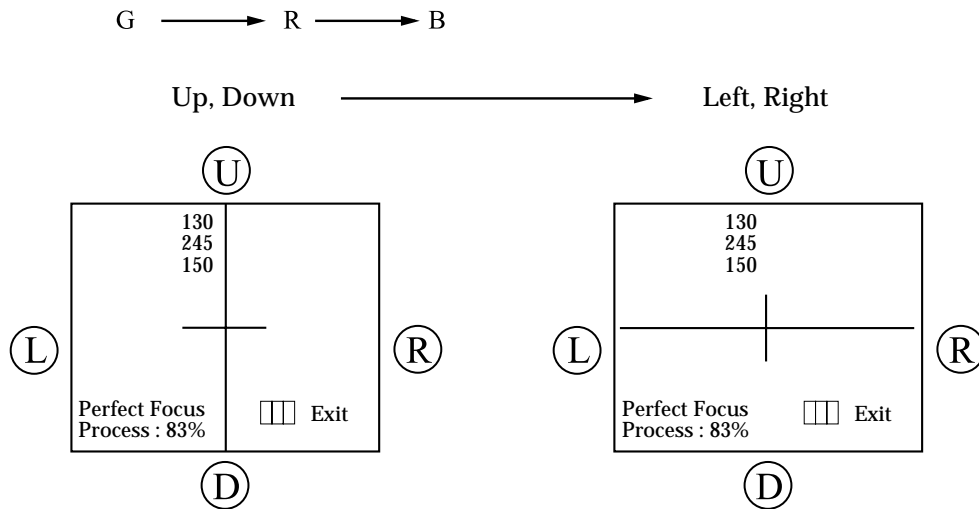 G R B
Up, Down Left, Right
U
130
245
150
L R
Perfect Focus
Process : 83%
Exit
D
U
130
245
150
L R
Perfect Focus
Process : 83%
Exit
D